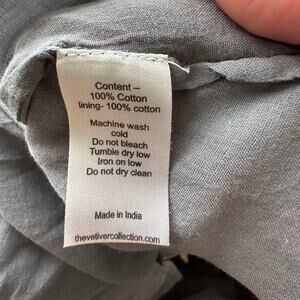 Content –
100% Cotton
lining- 100% cotton
Machine wash
cold
Do not bleach
Tumble dry low
Iron on low
Do not dry clean
Made in India
thevetivercollection.com